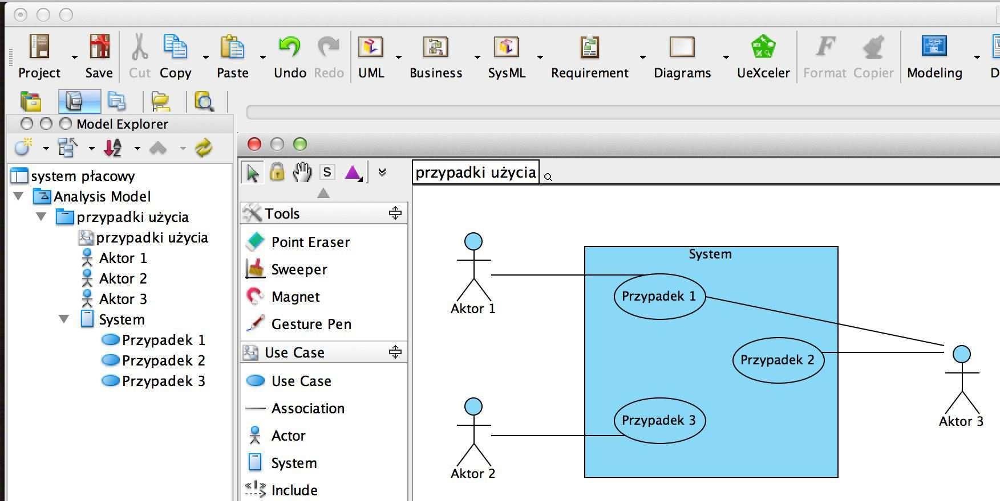 Project Save Cut Copy Paste Undo Redo UML Business SysML Requirement Diagrams UeXceler Format Copier Modeling
Model Explorer
system płacowy
Analysis Model
przypadki użycia
przypadki użycia
Aktor 1
Aktor 2
Aktor 3
System
Przypadek 1
Przypadek 2
Przypadek 3
S
Tools
Point Eraser
Sweeper
Magnet
Gesture Pen
Use Case
Use Case
Association
Actor
System
Include
przypadki użycia
System
Aktor 1
Przypadek 1
Przypadek 2
Aktor 3
Przypadek 3
Aktor 2